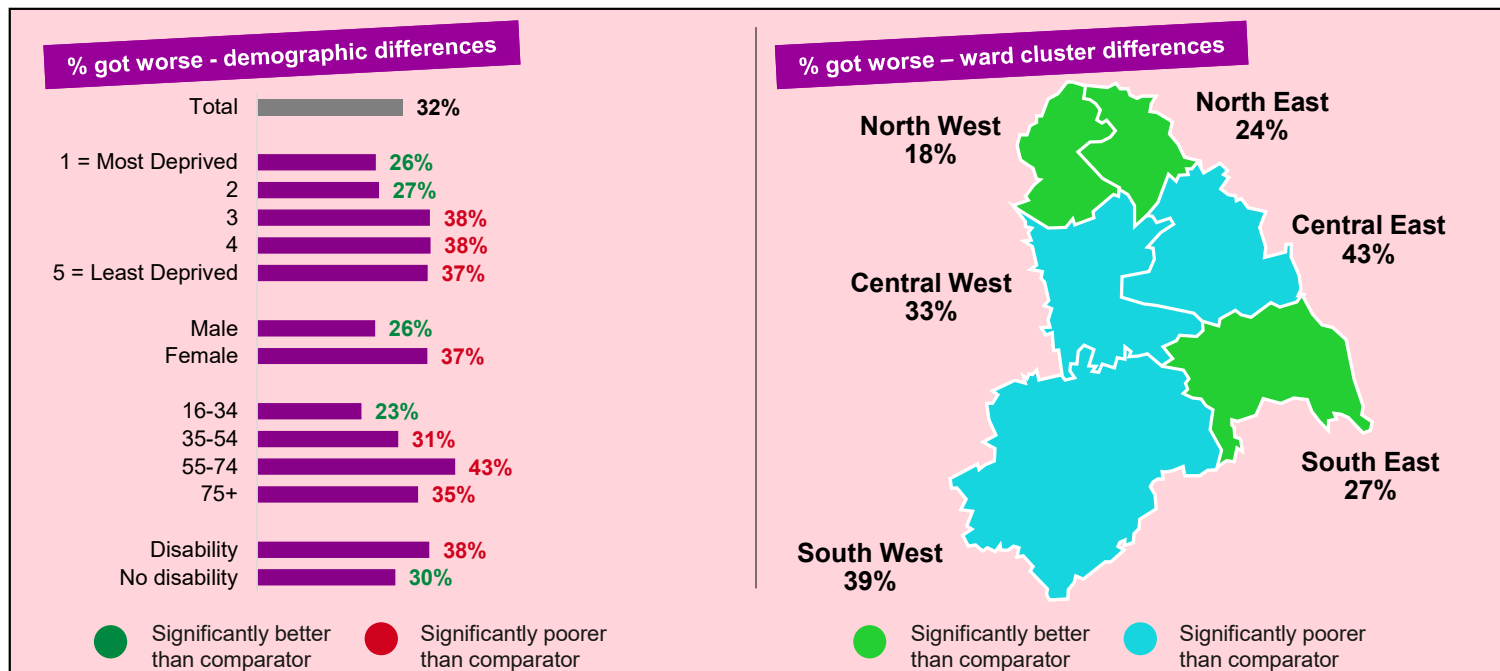 % got worse - demographic differences
Total 32%
1 = Most Deprived 26%
2 27%
3 38%
4 38%
5 = Least Deprived 37%
Male 26%
Female 37%
16-34 23%
35-54 31%
55-74 43%
75+ 35%
Disability 38%
No disability 30%
Significantly better
than comparator
Significantly poorer
than comparator
% got worse – ward cluster differences
North East
24%
North West
18%
Central East
43%
Central West
33%
South East
27%
South West
39%
Significantly better
than comparator
Significantly poorer
than comparator